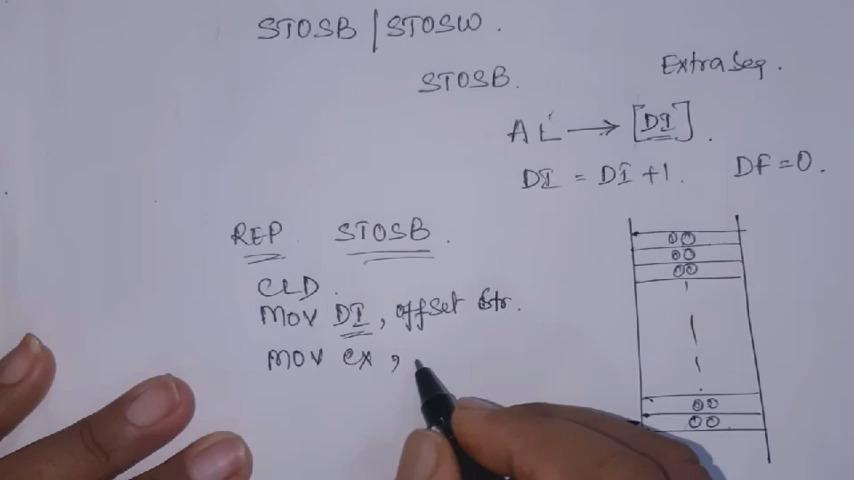 STOSB | STOSW.
STOSB.
Extra Seg.
AL → [DI].
DI = DI + 1. DF = 0.
REP STOSB.
CLD.
MOV DI, offset Str.
MOV CX,
00
00
00
00
00